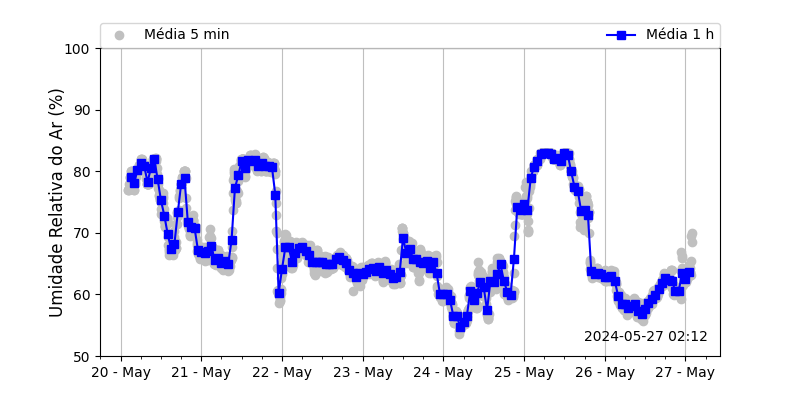 Média 5 min
Média 1 h
Umidade Relativa do Ar (%)
100
90
80
70
60
50
2024-05-27 02:12
20 - May
21 - May
22 - May
23 - May
24 - May
25 - May
26 - May
27 - May